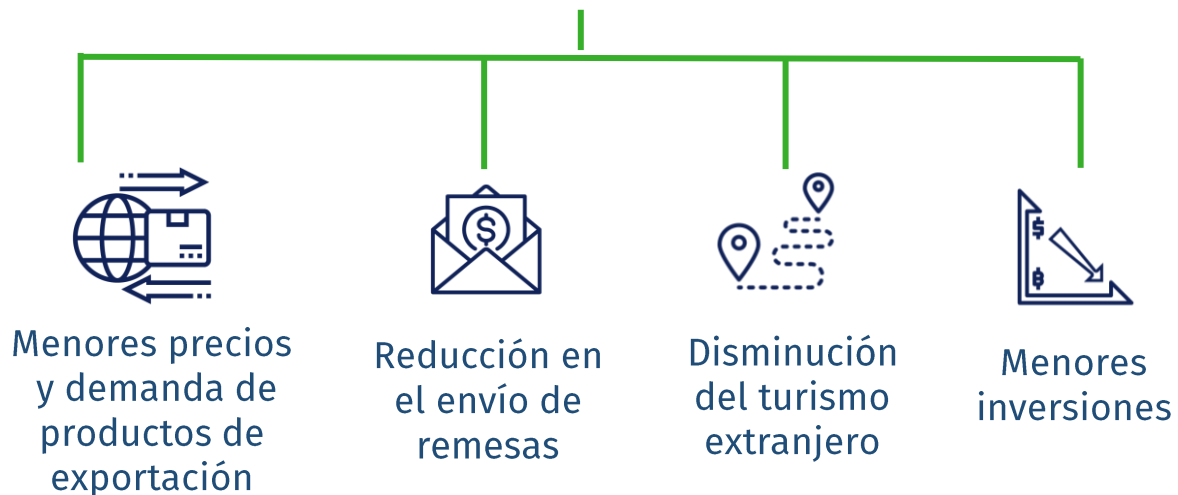 Menores precios
y demanda de
productos de
exportación
Reducción en
el envío de
remesas
Disminución
del turismo
extranjero
Menores
inversiones